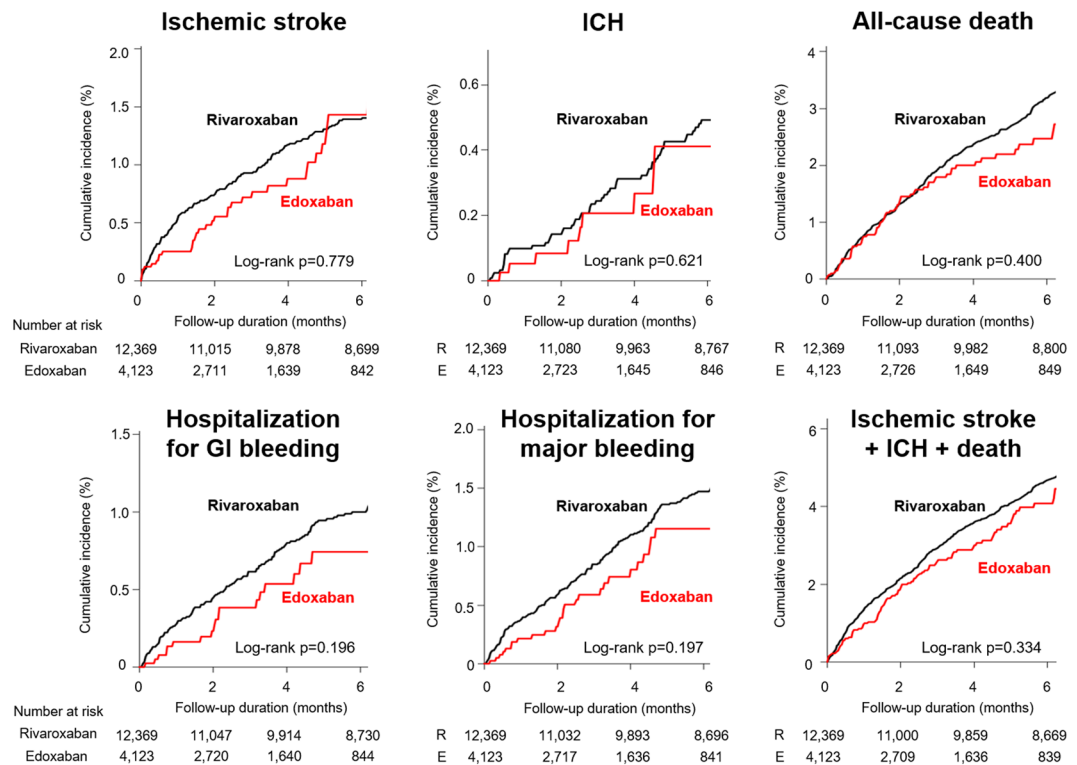 Ischemic stroke
Cumulative incidence (%)
2.0
1.5
1.0
0.5
0
Rivaroxaban
Edoxaban
Log-rank p=0.779
0 2 4 6
Follow-up duration (months)
Number at risk
Rivaroxaban 12,369 11,015 9,878 8,699
Edoxaban 4,123 2,711 1,639 842
ICH
Cumulative incidence (%)
0.6
0.4
0.2
0
Rivaroxaban
Edoxaban
Log-rank p=0.621
0 2 4 6
Follow-up duration (months)
R 12,369 11,080 9,963 8,767
E 4,123 2,723 1,645 846
All-cause death
Cumulative incidence (%)
4
3
2
1
0
Rivaroxaban
Edoxaban
Log-rank p=0.400
0 2 4 6
Follow-up duration (months)
R 12,369 11,093 9,982 8,800
E 4,123 2,726 1,649 849
Hospitalization
for GI bleeding
Cumulative incidence (%)
1.5
1.0
0.5
0
Rivaroxaban
Edoxaban
Log-rank p=0.196
0 2 4 6
Follow-up duration (months)
Number at risk
Rivaroxaban 12,369 11,047 9,914 8,730
Edoxaban 4,123 2,720 1,640 844
Hospitalization for
major bleeding
Cumulative incidence (%)
2.0
1.5
1.0
0.5
0
Rivaroxaban
Edoxaban
Log-rank p=0.197
0 2 4 6
Follow-up duration (months)
R 12,369 11,032 9,893 8,696
E 4,123 2,717 1,636 841
Ischemic stroke
+ ICH + death
Cumulative incidence (%)
6
4
2
0
Rivaroxaban
Edoxaban
Log-rank p=0.334
0 2 4 6
Follow-up duration (months)
R 12,369 11,000 9,859 8,669
E 4,123 2,709 1,636 839